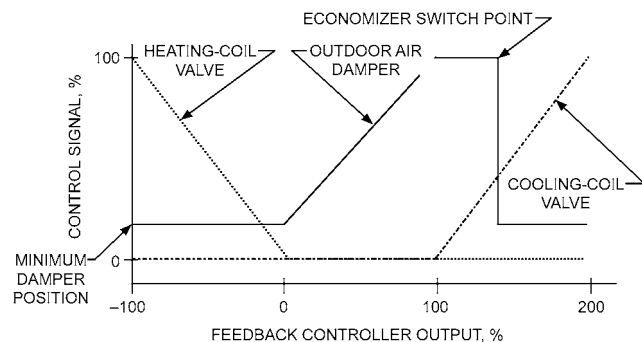 ECONOMIZER SWITCH POINT
HEATING-COIL
VALVE
OUTDOOR AIR
DAMPER
100
CONTROL SIGNAL, %
COOLING-COIL
VALVE
MINIMUM
DAMPER
POSITION
0
–100
0
100
200
FEEDBACK CONTROLLER OUTPUT, %